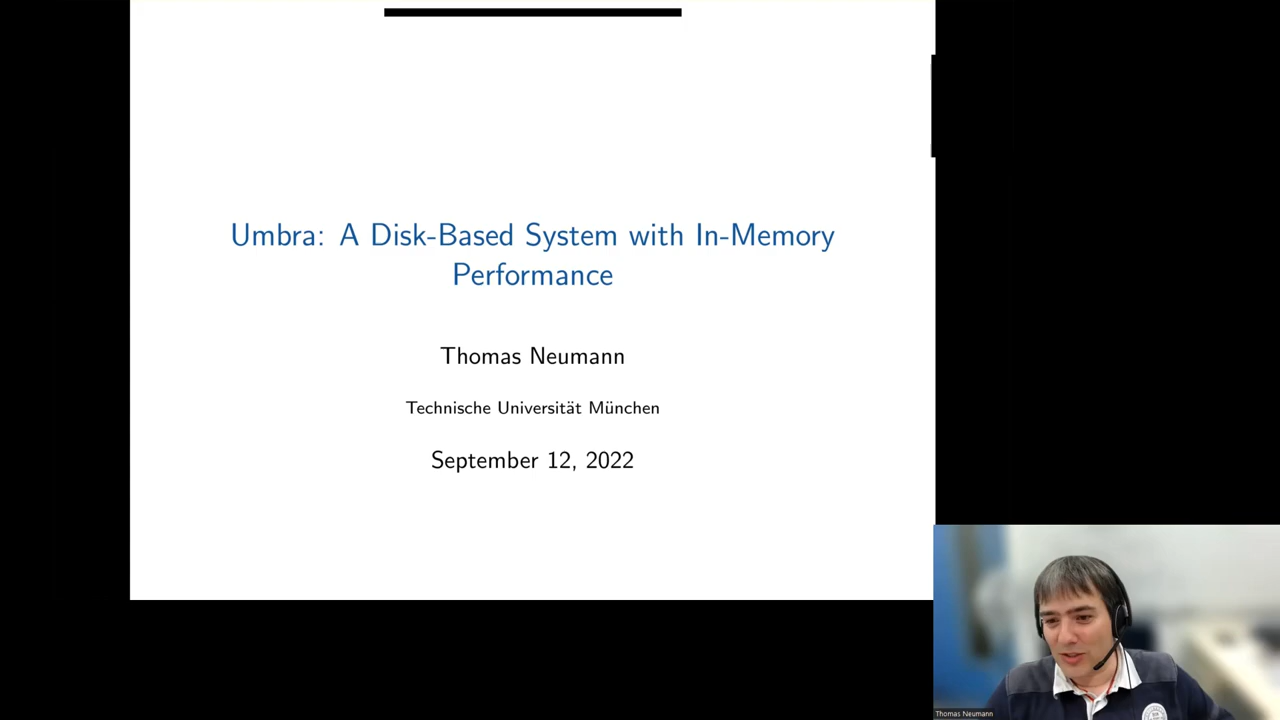 Umbra: A Disk-Based System with In-Memory
Performance
Thomas Neumann
Technische Universität München
September 12, 2022
Thomas Neumann